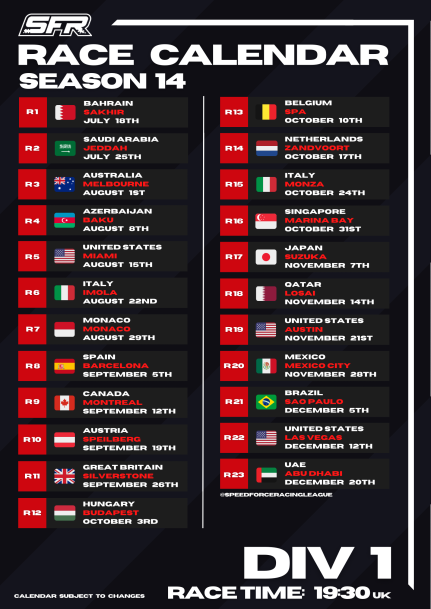 SFR
RACE CALENDAR
SEASON 14
R1
BAHRAIN
SAKHIR
JULY 18TH
R2
SAUDI ARABIA
JEDDAH
JULY 25TH
R3
AUSTRALIA
MELBOURNE
AUGUST 1ST
R4
AZERBAIJAN
BAKU
AUGUST 8TH
R5
UNITED STATES
MIAMI
AUGUST 15TH
R6
ITALY
IMOLA
AUGUST 22ND
R7
MONACO
MONACO
AUGUST 29TH
R8
SPAIN
BARCELONA
SEPTEMBER 5TH
R9
CANADA
MONTREAL
SEPTEMBER 12TH
R10
AUSTRIA
SPEILBERG
SEPTEMBER 19TH
R11
GREAT BRITAIN
SILVERSTONE
SEPTEMBER 26TH
R12
HUNGARY
BUDAPEST
OCTOBER 3RD
R13
BELGIUM
SPA
OCTOBER 10TH
R14
NETHERLANDS
ZANDVOORT
OCTOBER 17TH
R15
ITALY
MONZA
OCTOBER 24TH
R16
SINGAPORE
MARINA BAY
OCTOBER 31ST
R17
JAPAN
SUZUKA
NOVEMBER 7TH
R18
QATAR
LOSAI
NOVEMBER 14TH
R19
UNITED STATES
AUSTIN
NOVEMBER 21ST
R20
MEXICO
MEXICO CITY
NOVEMBER 28TH
R21
BRAZIL
SAO PAULO
DECEMBER 5TH
R22
UNITED STATES
LAS VEGAS
DECEMBER 12TH
R23
UAE
ABU DHABI
DECEMBER 20TH
@SPEEDFORCERACINGLEAGUE
DIV 1
CALENDAR SUBJECT TO CHANGES
RACE TIME: 19:30 UK